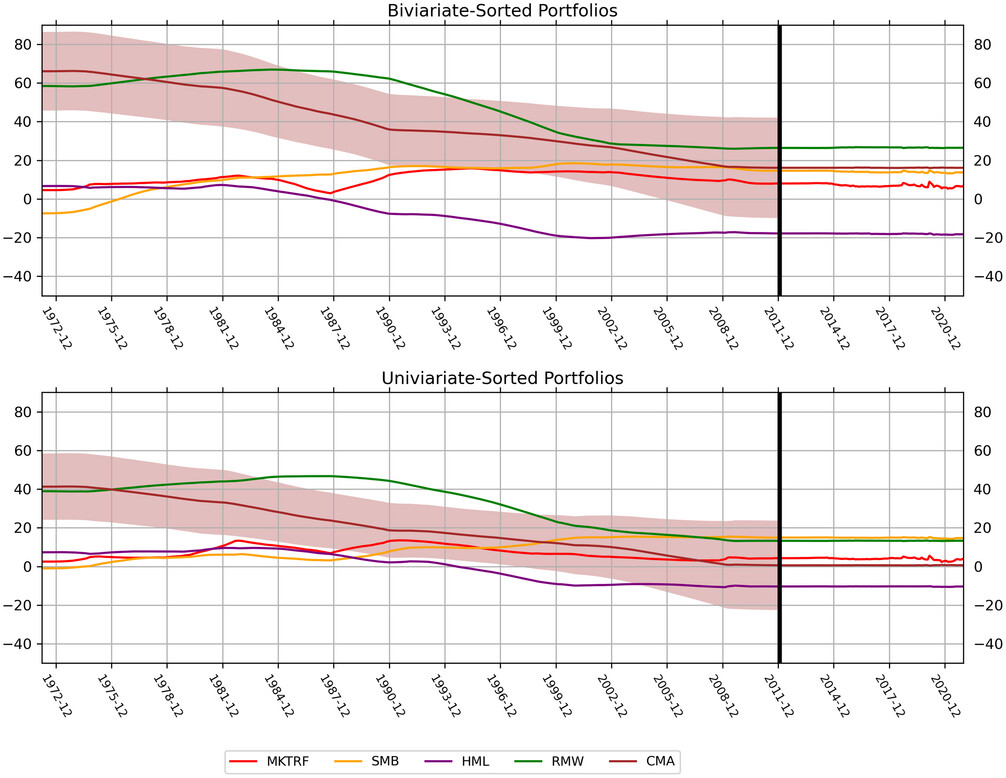 Biviariate-Sorted Portfolios
80 80
60 60
40 40
20 20
0 0
−20 −20
−40 −40
1972-12 1975-12 1978-12 1981-12 1984-12 1987-12 1990-12 1993-12 1996-12 1999-12 2002-12 2005-12 2008-12 2011-12 2014-12 2017-12 2020-12
Univiariate-Sorted Portfolios
80 80
60 60
40 40
20 20
0 0
−20 −20
−40 −40
1972-12 1975-12 1978-12 1981-12 1984-12 1987-12 1990-12 1993-12 1996-12 1999-12 2002-12 2005-12 2008-12 2011-12 2014-12 2017-12 2020-12
MKTRF SMB HML RMW CMA